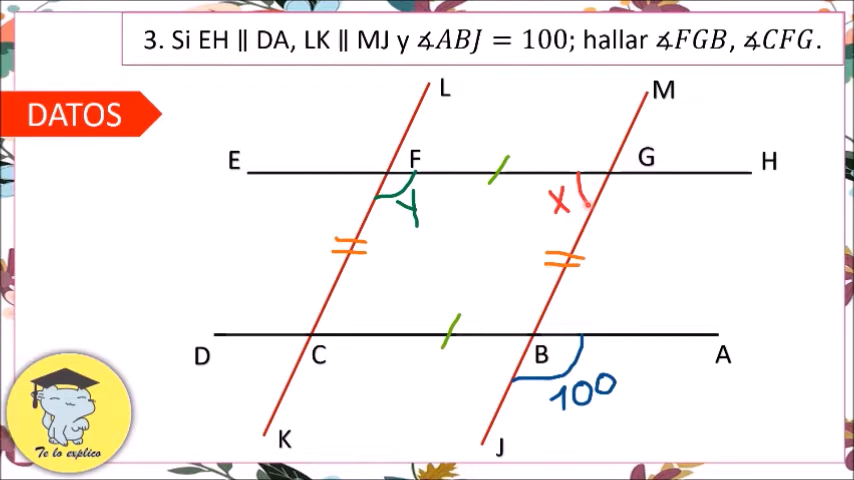 3. Si EH ∥ DA, LK ∥ MJ y ∡ABJ = 100; hallar ∡FGB, ∡CFG.
DATOS
L
M
E
F
G
H
y
x
D
C
B
A
100
K
J
Te lo explico